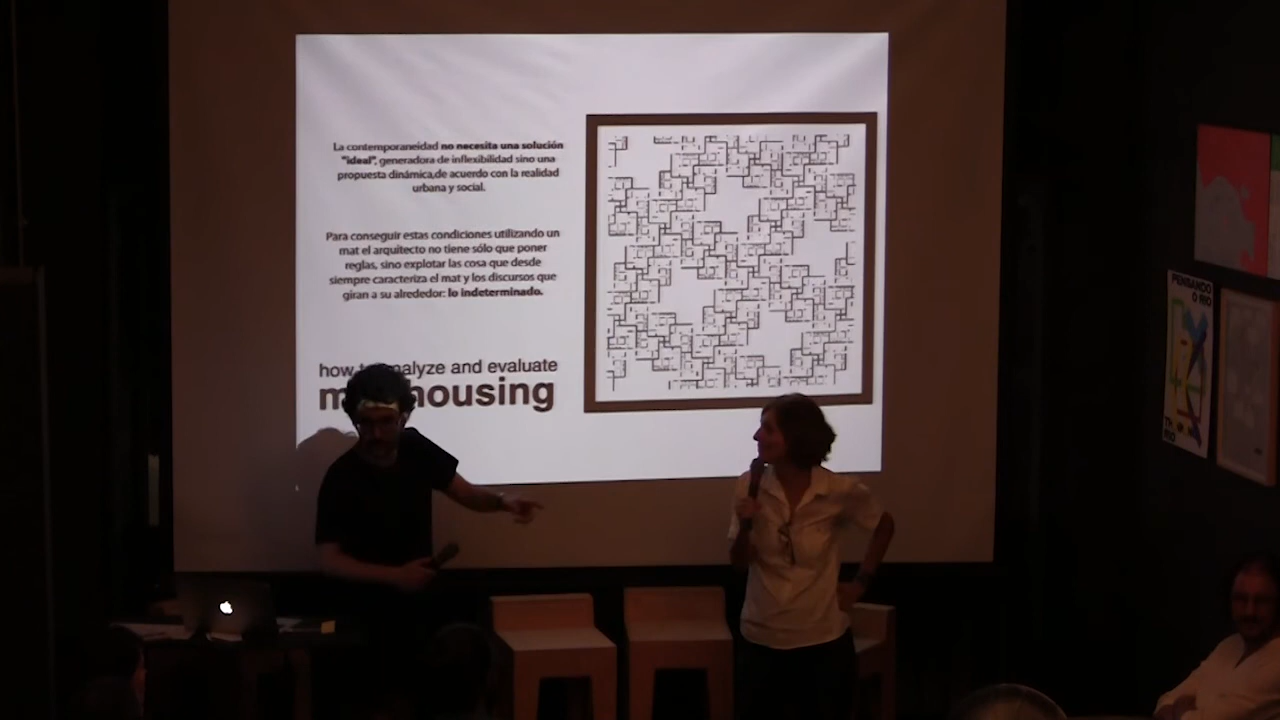 La contemporaneidad no necesita una solución
"ideal", generadora de inflexibilidad sino una
propuesta dinámica,de acuerdo con la realidad
urbana y social.
Para conseguir estas condiciones utilizando un
mat el arquitecto no tiene sólo que poner
reglas, sino explotar las cosa que desde
siempre caracteriza el mat y los discursos que
giran a su alrededor: lo indeterminado.
how analyze and evaluate
housing
PENSANDO
O RIO